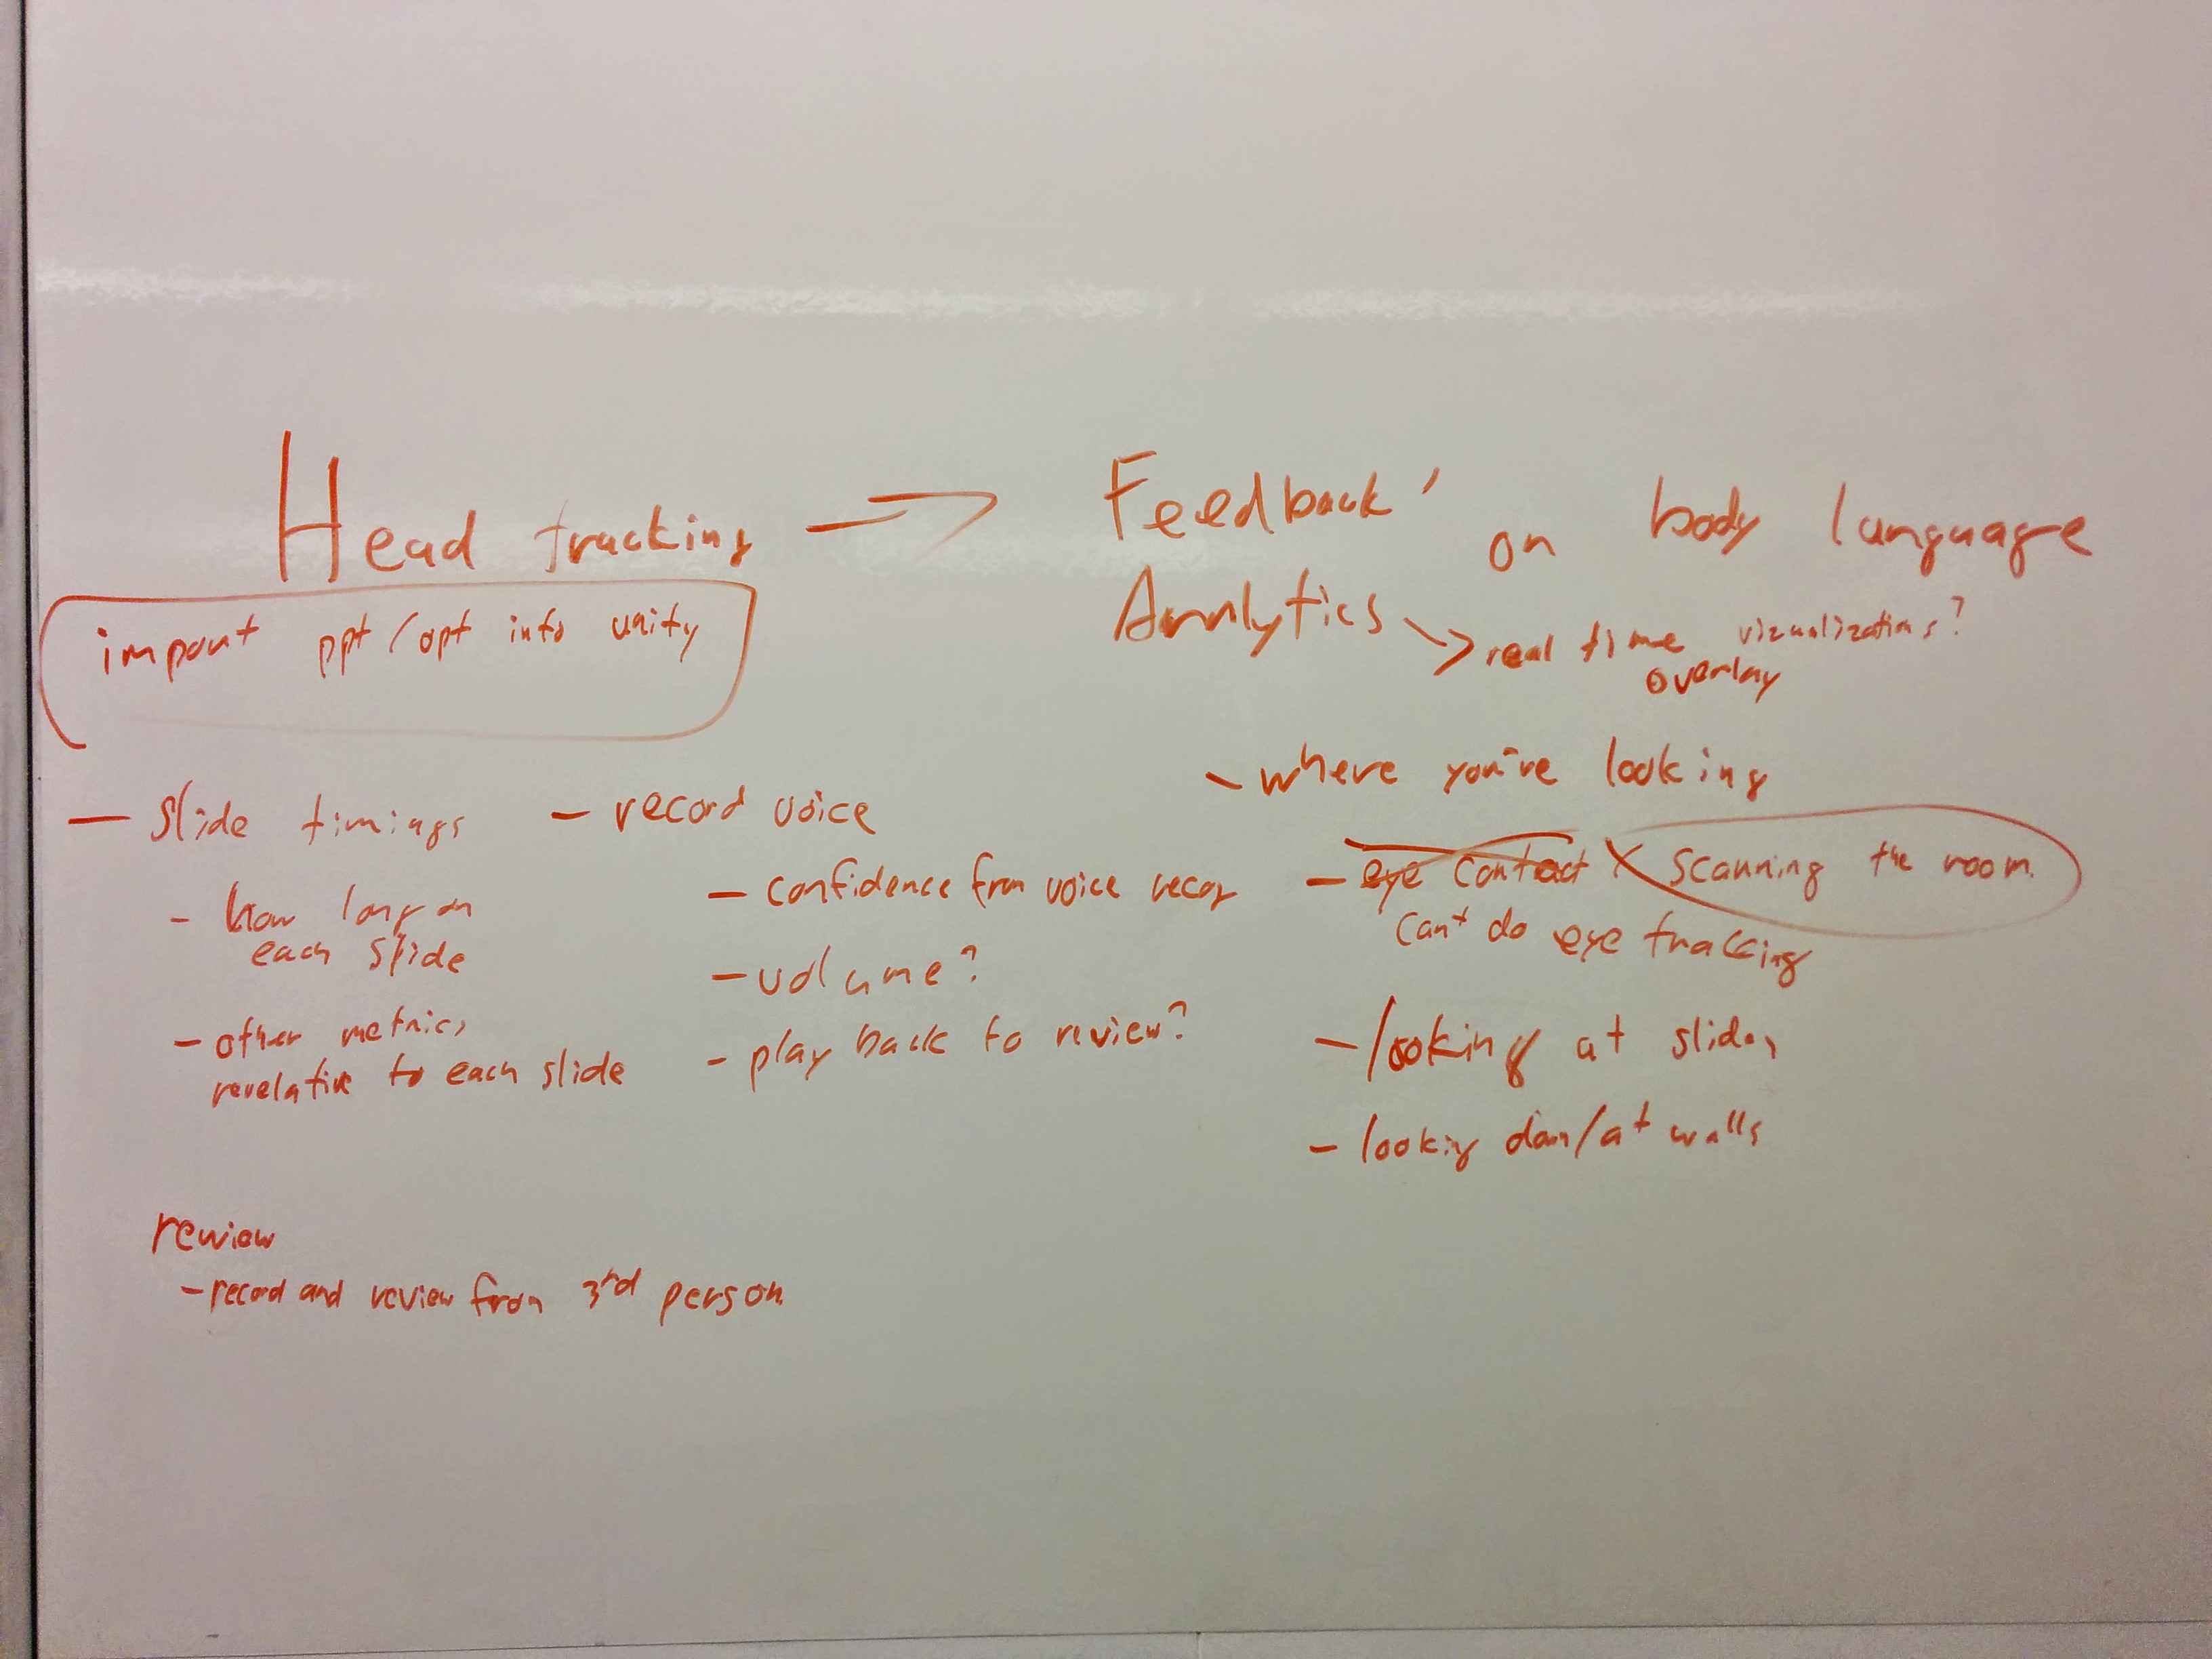 Head tracking → Feedback
on body language
Analytics
→ real time vizualizations?
overlay
import ppt/opt into unity
- where you're looking
- eye contact
scanning the room
can't do eye tracking
- looking at slides
- looking down/at walls
- slide timings
- how long on
each slide
- other metrics
revelative to each slide
- record voice
- confidence from voice recog
- volume?
- play back to review?
review
- record and review from 3rd person